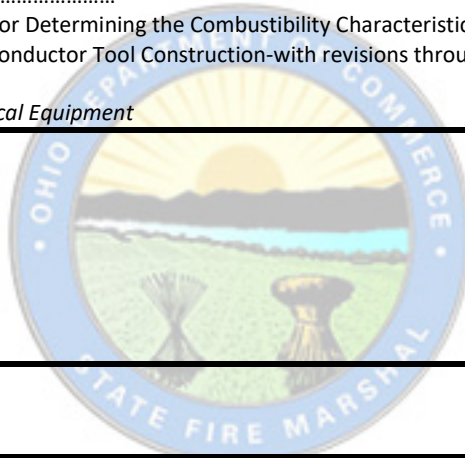 ……………………
or Determining the Combustibility Characteristic
onductor Tool Construction-with revisions throu
cal Equipment
OHIO DEPARTMENT OF COMMERCE
STATE FIRE MARSHAL